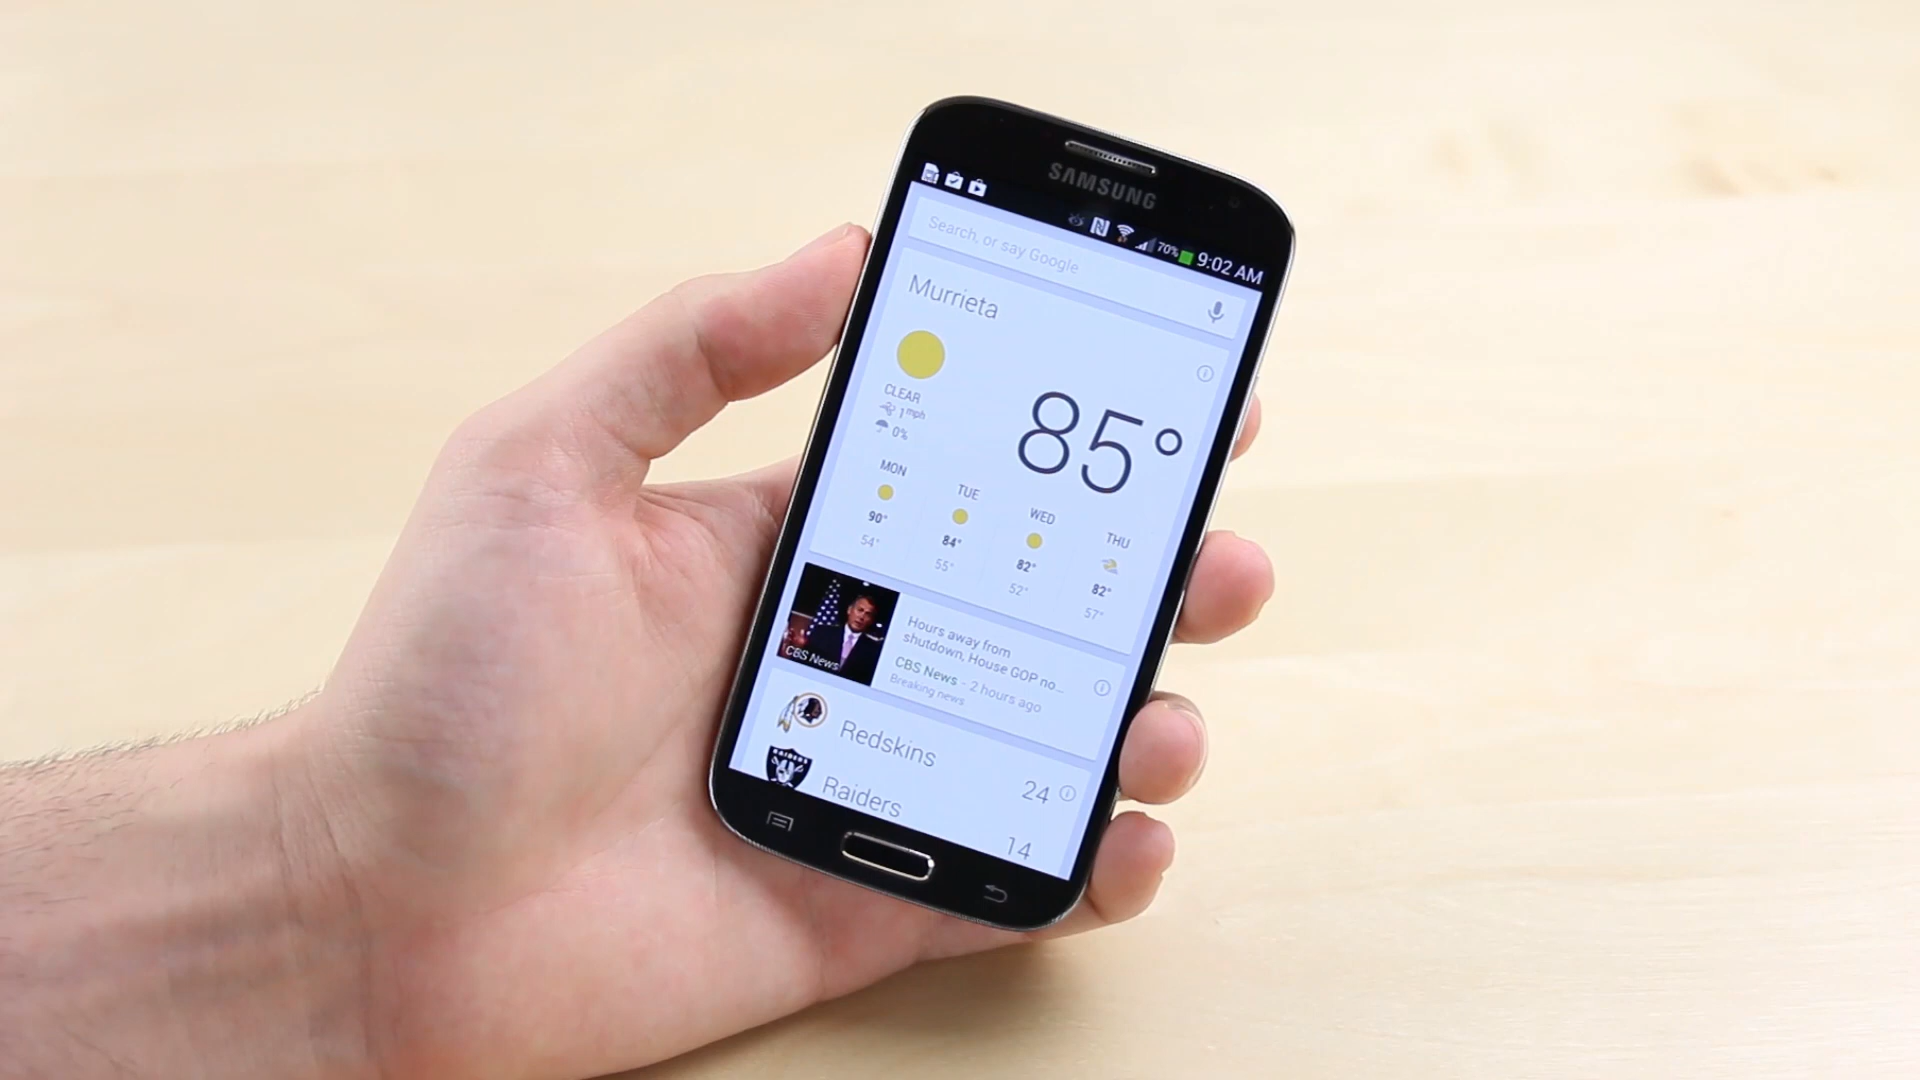 SAMSUNG
70% 9:02 AM
Search, or say Google
Murrieta
CLEAR
1 mph
0%
85°
MON TUE WED THU
90° 84° 82° 82°
54° 55° 52° 57°
CBS News
Hours away from
shutdown, House GOP no...
CBS News - 2 hours ago
Breaking news
Redskins 24
RAIDERS
Raiders 14